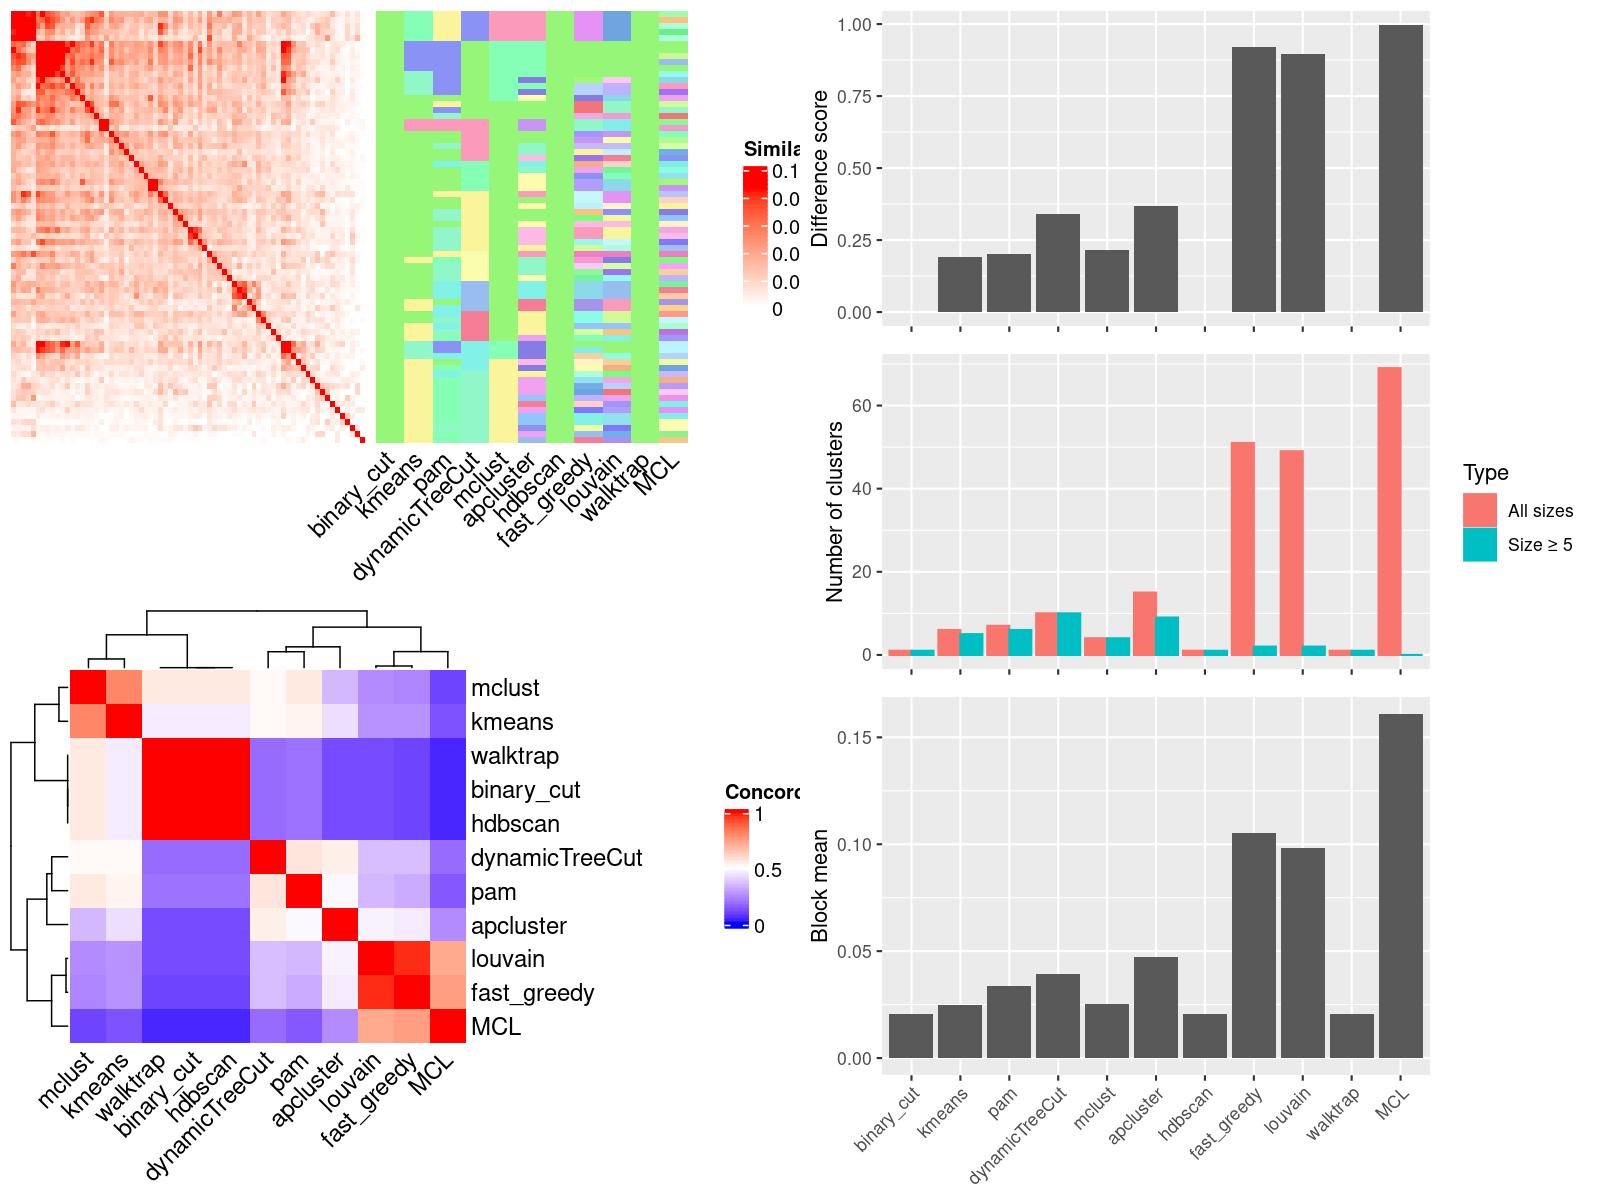 Simila
0.1
0.0
0.0
0.0
0
binary_cut
kmeans
pam
dynamicTreeCut
mclust
apcluster
hdbscan
fast_greedy
louvain
walktrap
MCL
mclust
kmeans
walktrap
binary_cut
hdbscan
dynamicTreeCut
pam
apcluster
louvain
fast_greedy
MCL
mclust
kmeans
walktrap
binary_cut
hdbscan
dynamicTreeCut
pam
apcluster
louvain
fast_greedy
MCL
Concord
1
0.5
0
Difference score
1.00
0.75
0.50
0.25
0.00
Number of clusters
60
40
20
0
Type
All sizes
Size ≥ 5
Block mean
0.15
0.10
0.05
0.00
binary_cut
kmeans
pam
dynamicTreeCut
mclust
apcluster
hdbscan
fast_greedy
louvain
walktrap
MCL